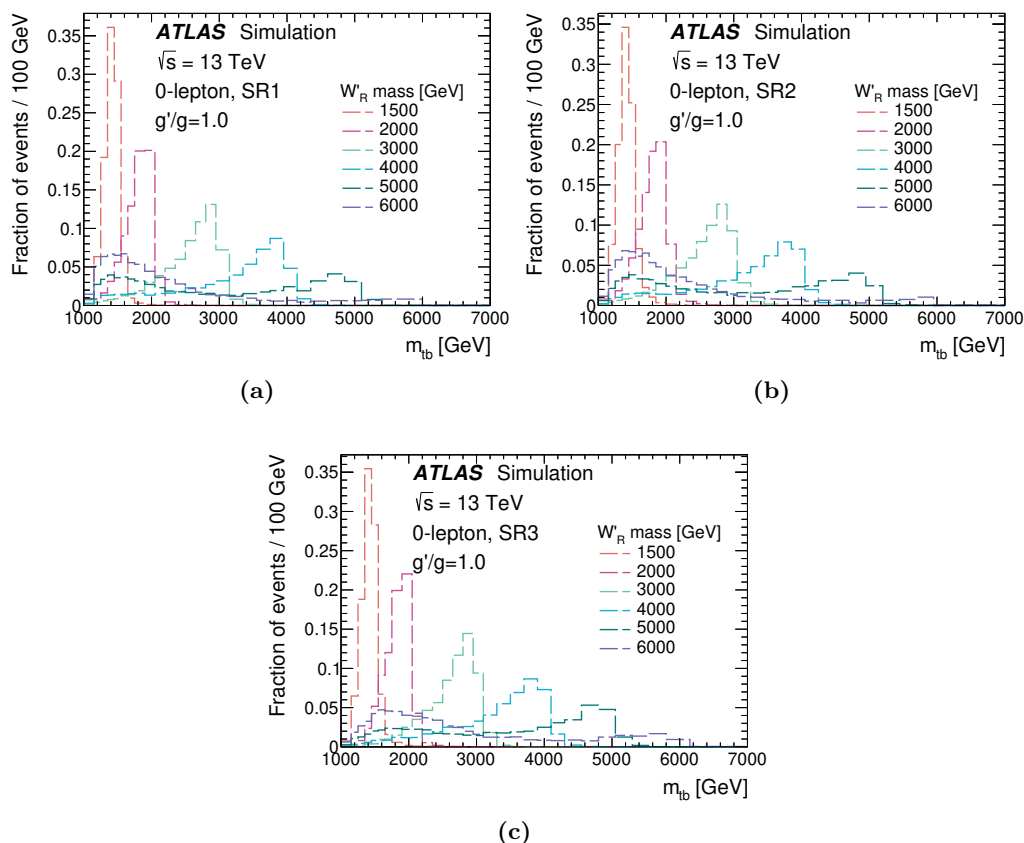 Fraction of events / 100 GeV
ATLAS Simulation
√s = 13 TeV
0-lepton, SR1
g'/g=1.0
W'R mass [GeV]
1500
2000
3000
4000
5000
6000
0.35
0.3
0.25
0.2
0.15
0.1
0.05
0
1000 2000 3000 4000 5000 6000 7000
mtb [GeV]
(a)
Fraction of events / 100 GeV
ATLAS Simulation
√s = 13 TeV
0-lepton, SR2
g'/g=1.0
W'R mass [GeV]
1500
2000
3000
4000
5000
6000
0.35
0.3
0.25
0.2
0.15
0.1
0.05
0
1000 2000 3000 4000 5000 6000 7000
mtb [GeV]
(b)
Fraction of events / 100 GeV
ATLAS Simulation
√s = 13 TeV
0-lepton, SR3
g'/g=1.0
W'R mass [GeV]
1500
2000
3000
4000
5000
6000
0.35
0.3
0.25
0.2
0.15
0.1
0.05
0
1000 2000 3000 4000 5000 6000 7000
mtb [GeV]
(c)